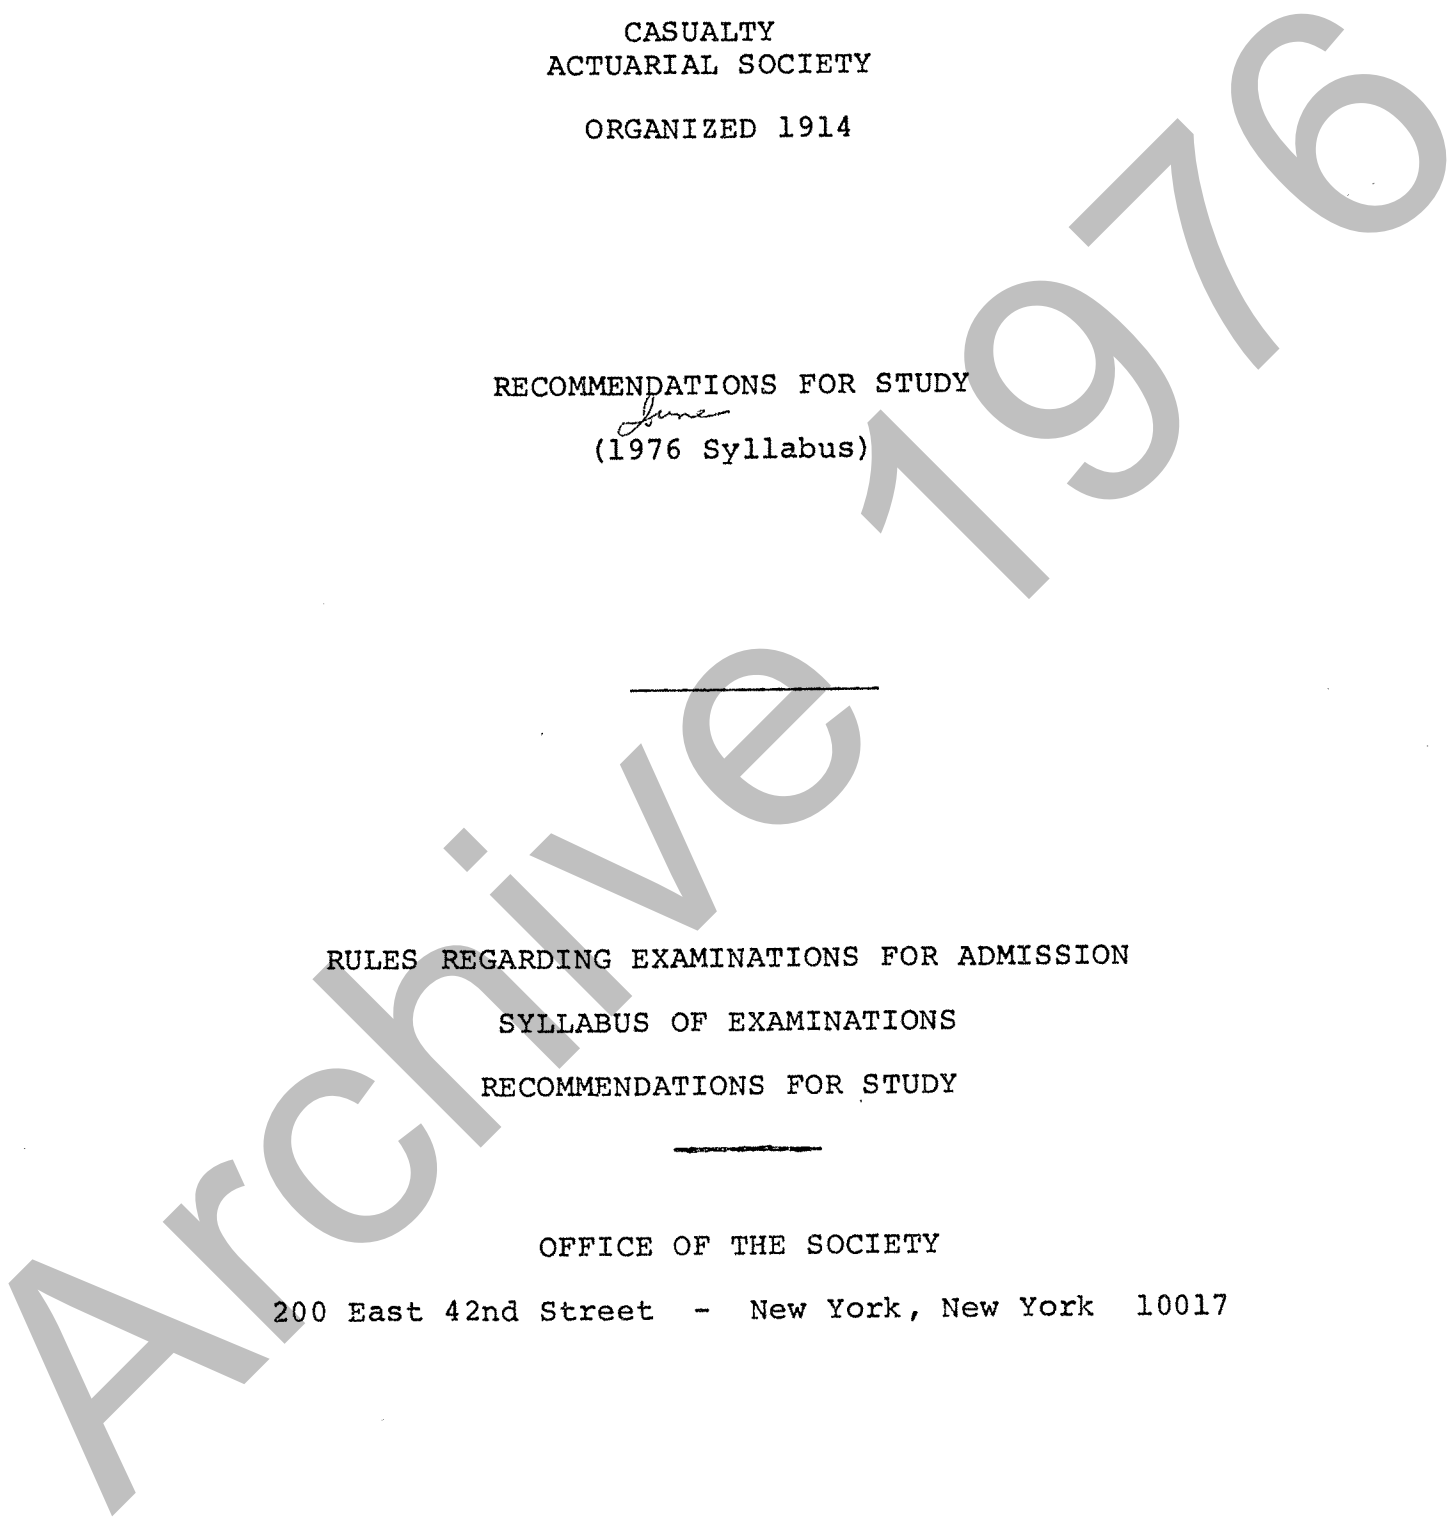 CASUALTY
ACTUARIAL SOCIETY
ORGANIZED 1914
RECOMMENDATIONS FOR STUDY
June
(1976 Syllabus)
RULES REGARDING EXAMINATIONS FOR ADMISSION
SYLLABUS OF EXAMINATIONS
RECOMMENDATIONS FOR STUDY
OFFICE OF THE SOCIETY
200 East 42nd Street - New York, New York 10017
Archive 1976